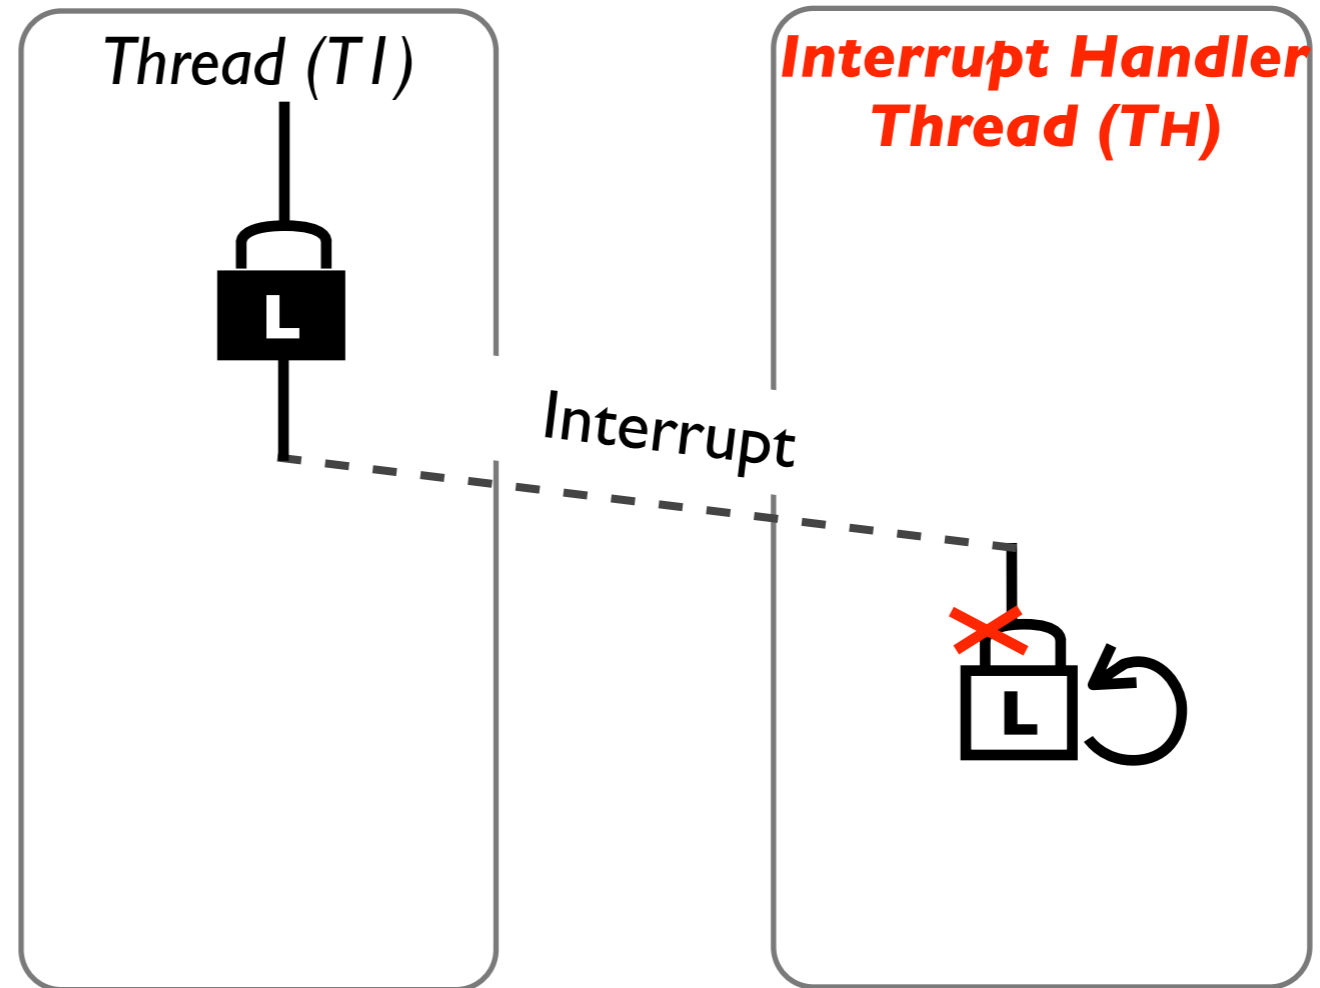 Thread (T1)
Interrupt Handler
Thread (TH)
L
Interrupt
L